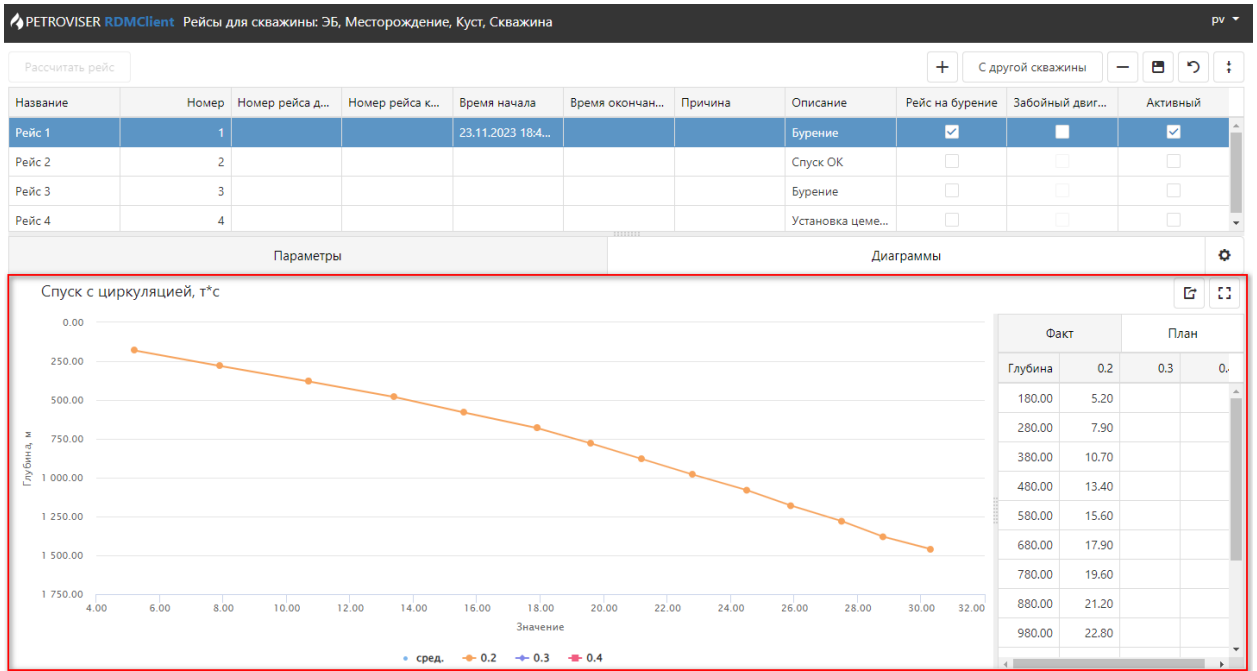 PETROVISER RDMClient Рейсы для скважины: ЭБ, Месторождение, Куст, Скважина pv
Рассчитать рейс + С другой скважины −
Название Номер Номер рейса д... Номер рейса к... Время начала Время окончан... Причина Описание Рейс на бурение Забойный двиг... Активный
Рейс 1 1 23.11.2023 18:4... Бурение
Рейс 2 2 Спуск ОК
Рейс 3 3 Бурение
Рейс 4 4 Установка цеме...
Параметры Диаграммы
Спуск с циркуляцией, т*с
Глубина, м
0.00
250.00
500.00
750.00
1 000.00
1 250.00
1 500.00
1 750.00
4.00 6.00 8.00 10.00 12.00 14.00 16.00 18.00 20.00 22.00 24.00 26.00 28.00 30.00 32.00
Значение
сред. 0.2 0.3 0.4
Факт План
Глубина 0.2 0.3
180.00 5.20
280.00 7.90
380.00 10.70
480.00 13.40
580.00 15.60
680.00 17.90
780.00 19.60
880.00 21.20
980.00 22.80